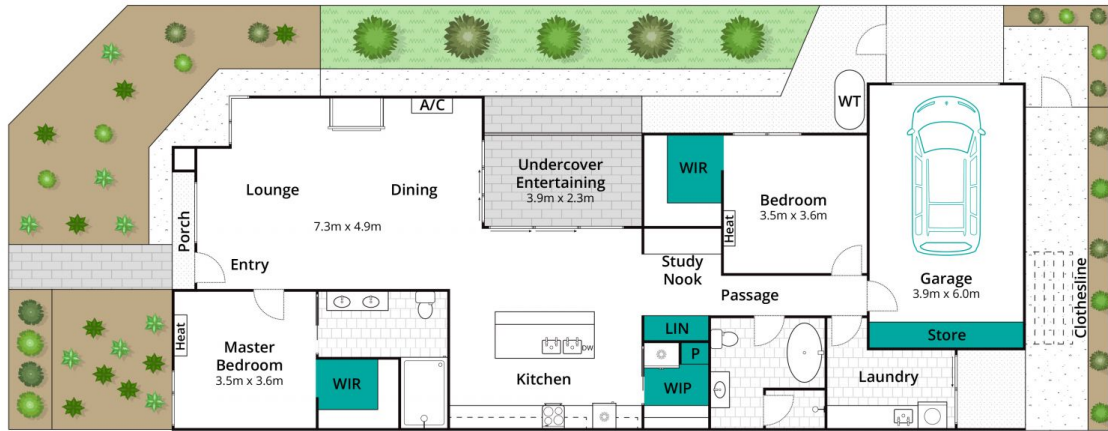 A/C
WT
Undercover
Entertaining
3.9m x 2.3m
WIR
Lounge
Dining
7.3m x 4.9m
Bedroom
3.5m x 3.6m
Heat
Porch
Entry
Study
Nook
Passage
Garage
3.9m x 6.0m
Clothesline
Heat
Master
Bedroom
3.5m x 3.6m
WIR
Kitchen
DW
LIN
P
WIP
Store
Laundry